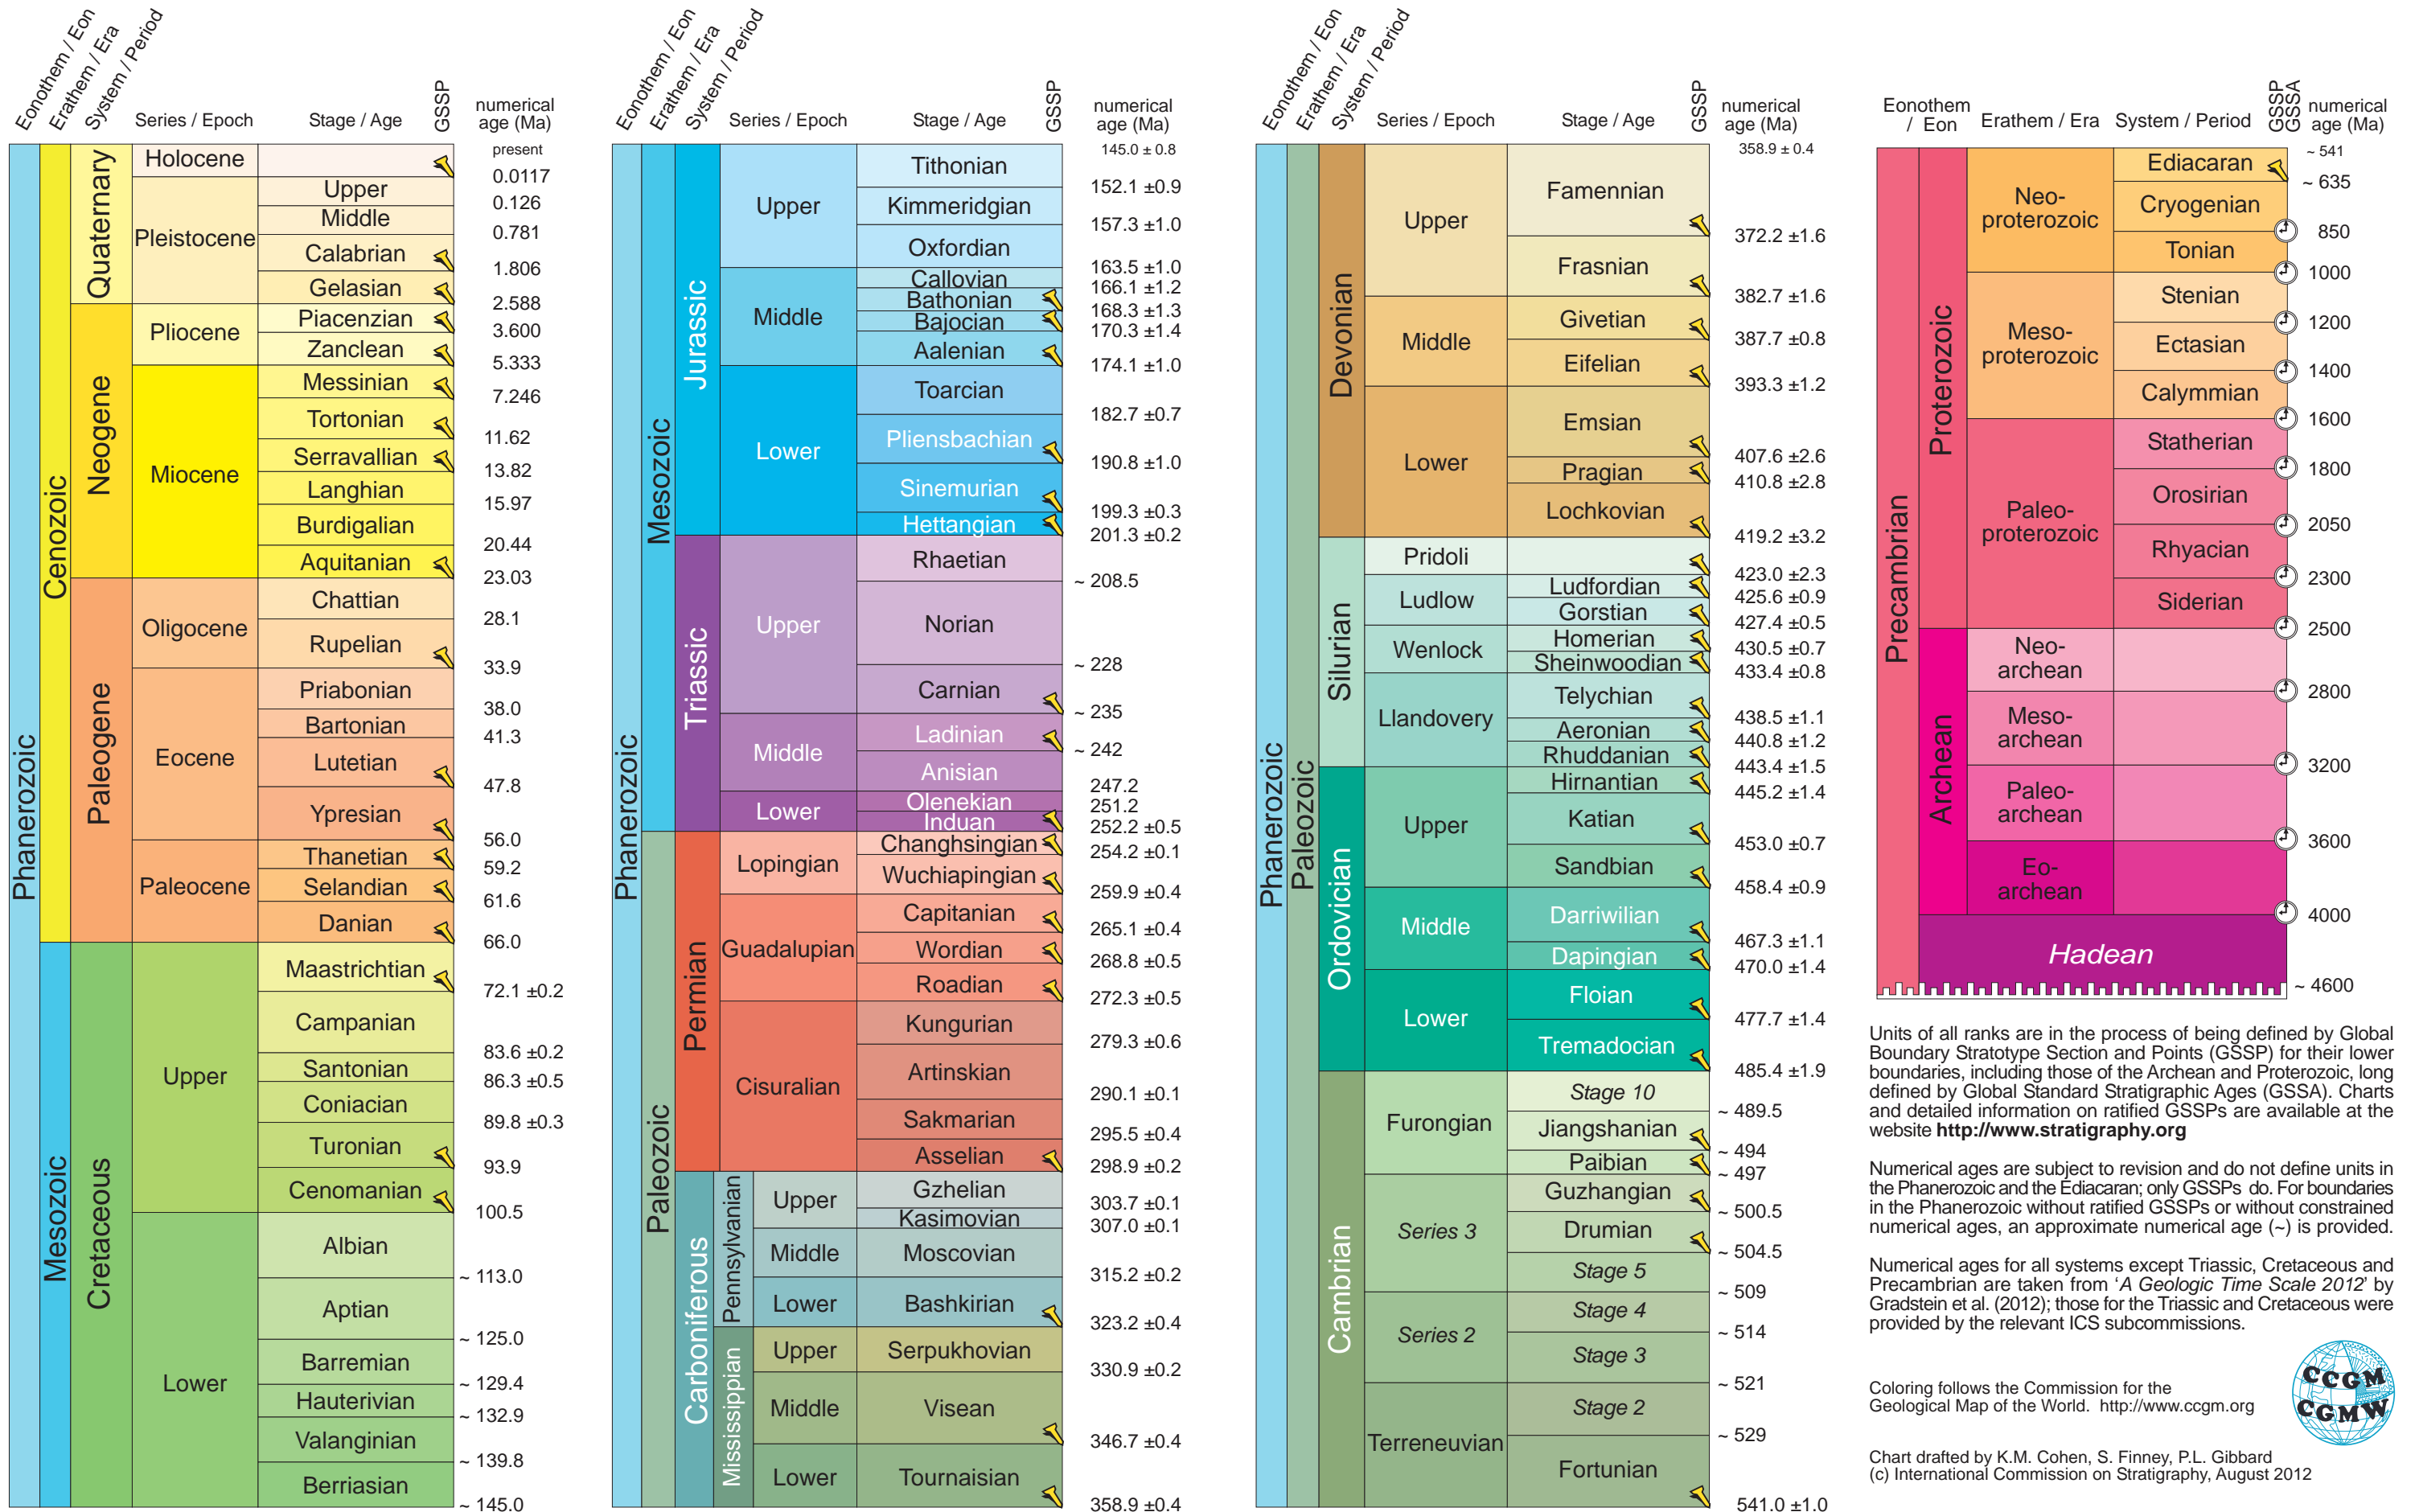 Eonothem / Eon
Erathem / Era
System / Period
Series / Epoch
Stage / Age
GSSP
numerical
age (Ma)
Phanerozoic
Cenozoic
Mesozoic
Quaternary
Neogene
Paleogene
Cretaceous
Holocene
Pleistocene
Pliocene
Miocene
Oligocene
Eocene
Paleocene
Upper
Lower
Upper
Middle
Calabrian
Gelasian
Piacenzian
Zanclean
Messinian
Tortonian
Serravallian
Langhian
Burdigalian
Aquitanian
Chattian
Rupelian
Priabonian
Bartonian
Lutetian
Ypresian
Thanetian
Selandian
Danian
Maastrichtian
Campanian
Santonian
Coniacian
Turonian
Cenomanian
Albian
Aptian
Barremian
Hauterivian
Valanginian
Berriasian
present
0.0117
0.126
0.781
1.806
2.588
3.600
5.333
7.246
11.62
13.82
15.97
20.44
23.03
28.1
33.9
38.0
41.3
47.8
56.0
59.2
61.6
66.0
72.1 ±0.2
83.6 ±0.2
86.3 ±0.5
89.8 ±0.3
93.9
100.5
~ 113.0
~ 125.0
~ 129.4
~ 132.9
~ 139.8
~ 145.0
Eonothem / Eon
Erathem / Era
System / Period
Series / Epoch
Stage / Age
GSSP
numerical
age (Ma)
Phanerozoic
Mesozoic
Paleozoic
Jurassic
Triassic
Permian
Carboniferous
Pennsylvanian
Mississippian
Upper
Middle
Lower
Upper
Middle
Lower
Lopingian
Guadalupian
Cisuralian
Upper
Middle
Lower
Upper
Middle
Lower
Tithonian
Kimmeridgian
Oxfordian
Callovian
Bathonian
Bajocian
Aalenian
Toarcian
Pliensbachian
Sinemurian
Hettangian
Rhaetian
Norian
Carnian
Ladinian
Anisian
Olenekian
Induan
Changhsingian
Wuchiapingian
Capitanian
Wordian
Roadian
Kungurian
Artinskian
Sakmarian
Asselian
Gzhelian
Kasimovian
Moscovian
Bashkirian
Serpukhovian
Visean
Tournaisian
145.0 ± 0.8
152.1 ±0.9
157.3 ±1.0
163.5 ±1.0
166.1 ±1.2
168.3 ±1.3
170.3 ±1.4
174.1 ±1.0
182.7 ±0.7
190.8 ±1.0
199.3 ±0.3
201.3 ±0.2
~ 208.5
~ 228
~ 235
~ 242
247.2
251.2
252.2 ±0.5
254.2 ±0.1
259.9 ±0.4
265.1 ±0.4
268.8 ±0.5
272.3 ±0.5
279.3 ±0.6
290.1 ±0.1
295.5 ±0.4
298.9 ±0.2
303.7 ±0.1
307.0 ±0.1
315.2 ±0.2
323.2 ±0.4
330.9 ±0.2
346.7 ±0.4
358.9 ±0.4
Eonothem / Eon
Erathem / Era
System / Period
Series / Epoch
Stage / Age
GSSP
numerical
age (Ma)
Phanerozoic
Paleozoic
Devonian
Silurian
Ordovician
Cambrian
Upper
Middle
Lower
Pridoli
Ludlow
Wenlock
Llandovery
Upper
Middle
Lower
Furongian
Series 3
Series 2
Terreneuvian
Famennian
Frasnian
Givetian
Eifelian
Emsian
Pragian
Lochkovian
Ludfordian
Gorstian
Homerian
Sheinwoodian
Telychian
Aeronian
Rhuddanian
Hirnantian
Katian
Sandbian
Darriwilian
Dapingian
Floian
Tremadocian
Stage 10
Jiangshanian
Paibian
Guzhangian
Drumian
Stage 5
Stage 4
Stage 3
Stage 2
Fortunian
358.9 ± 0.4
372.2 ±1.6
382.7 ±1.6
387.7 ±0.8
393.3 ±1.2
407.6 ±2.6
410.8 ±2.8
419.2 ±3.2
423.0 ±2.3
425.6 ±0.9
427.4 ±0.5
430.5 ±0.7
433.4 ±0.8
438.5 ±1.1
440.8 ±1.2
443.4 ±1.5
445.2 ±1.4
453.0 ±0.7
458.4 ±0.9
467.3 ±1.1
470.0 ±1.4
477.7 ±1.4
485.4 ±1.9
~ 489.5
~ 494
~ 497
~ 500.5
~ 504.5
~ 509
~ 514
~ 521
~ 529
541.0 ±1.0
Eonothem
/ Eon
Erathem / Era
System / Period
GSSP
GSSA
numerical
age (Ma)
Precambrian
Proterozoic
Archean
Hadean
Neo-
proterozoic
Meso-
proterozoic
Paleo-
proterozoic
Neo-
archean
Meso-
archean
Paleo-
archean
Eo-
archean
Ediacaran
Cryogenian
Tonian
Stenian
Ectasian
Calymmian
Statherian
Orosirian
Rhyacian
Siderian
~ 541
~ 635
850
1000
1200
1400
1600
1800
2050
2300
2500
2800
3200
3600
4000
~ 4600
Units of all ranks are in the process of being defined by Global
Boundary Stratotype Section and Points (GSSP) for their lower
boundaries, including those of the Archean and Proterozoic, long
defined by Global Standard Stratigraphic Ages (GSSA). Charts
and detailed information on ratified GSSPs are available at the
website http://www.stratigraphy.org
Numerical ages are subject to revision and do not define units in
the Phanerozoic and the Ediacaran; only GSSPs do. For boundaries
in the Phanerozoic without ratified GSSPs or without constrained
numerical ages, an approximate numerical age (~) is provided.
Numerical ages for all systems except Triassic, Cretaceous and
Precambrian are taken from ‘A Geologic Time Scale 2012’ by
Gradstein et al. (2012); those for the Triassic and Cretaceous were
provided by the relevant ICS subcommissions.
Coloring follows the Commission for the
Geological Map of the World. http://www.ccgm.org
CCGM
CGMW
Chart drafted by K.M. Cohen, S. Finney, P.L. Gibbard
(c) International Commission on Stratigraphy, August 2012